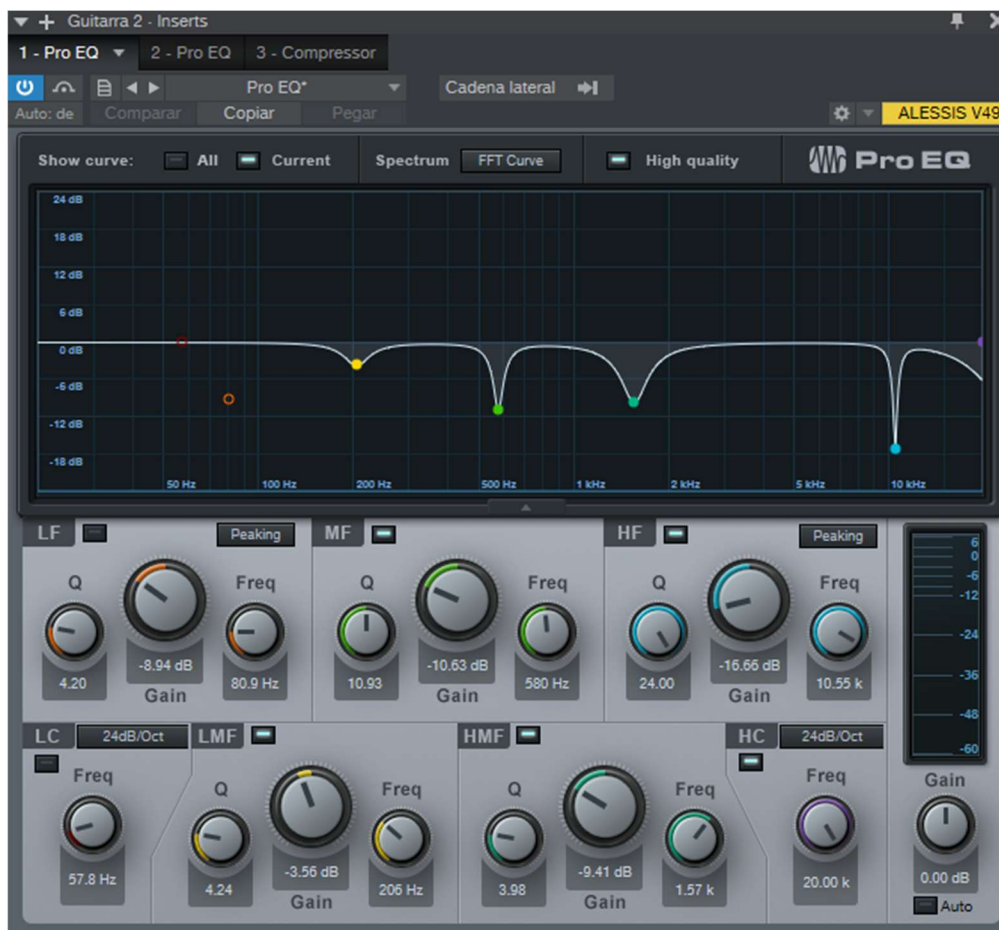 Guitarra 2 - Inserts
1 - Pro EQ 2 - Pro EQ 3 - Compressor
Pro EQ* Cadena lateral
Auto: de Comparar Copiar Pegar ALESSIS V49
Show curve: All Current Spectrum FFT Curve High quality Pro EQ
24 dB
18 dB
12 dB
6 dB
0 dB
-6 dB
-12 dB
-18 dB
50 Hz 100 Hz 200 Hz 500 Hz 1 kHz 2 kHz 5 kHz 10 kHz
LF Peaking MF HF Peaking
Q Freq Q Freq Q Freq
-8.94 dB -10.63 dB -16.66 dB
4.20 80.9 Hz 10.93 580 Hz 24.00 10.55 k
Gain Gain Gain
6
0
-6
-12
-24
-36
-48
-60
LC 24dB/Oct LMF HMF HC 24dB/Oct
Freq Q Freq Q Freq Freq Gain
-3.56 dB -9.41 dB
57.8 Hz 4.24 206 Hz 3.98 1.57 k 20.00 k 0.00 dB
Gain Gain Auto